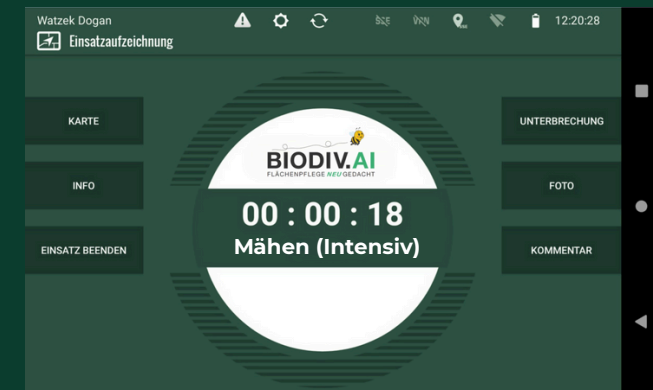 Watzek Dogan
12:20:28
Einsatzaufzeichnung
KARTE
UNTERBRECHUNG
BIODIV.AI
FLÄCHENPFLEGE NEU GEDACHT
INFO
FOTO
00 : 00 : 18
Mähen (Intensiv)
EINSATZ BEENDEN
KOMMENTAR